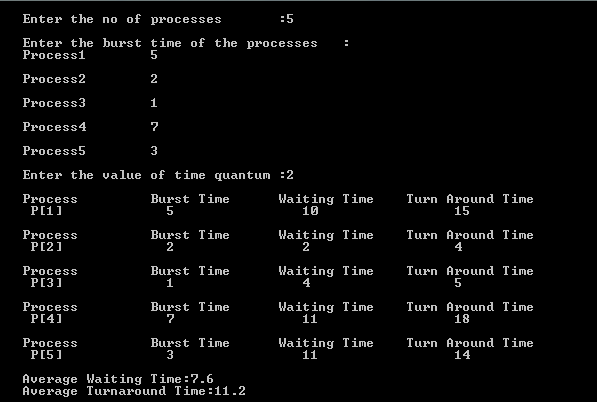 Enter the no of processes :5
Enter the burst time of the processes :
Process1 5
Process2 2
Process3 1
Process4 7
Process5 3
Enter the value of time quantum :2
Process Burst Time Waiting Time Turn Around Time
P[1] 5 10 15
Process Burst Time Waiting Time Turn Around Time
P[2] 2 2 4
Process Burst Time Waiting Time Turn Around Time
P[3] 1 4 5
Process Burst Time Waiting Time Turn Around Time
P[4] 7 11 18
Process Burst Time Waiting Time Turn Around Time
P[5] 3 11 14
Average Waiting Time:7.6
Average Turnaround Time:11.2